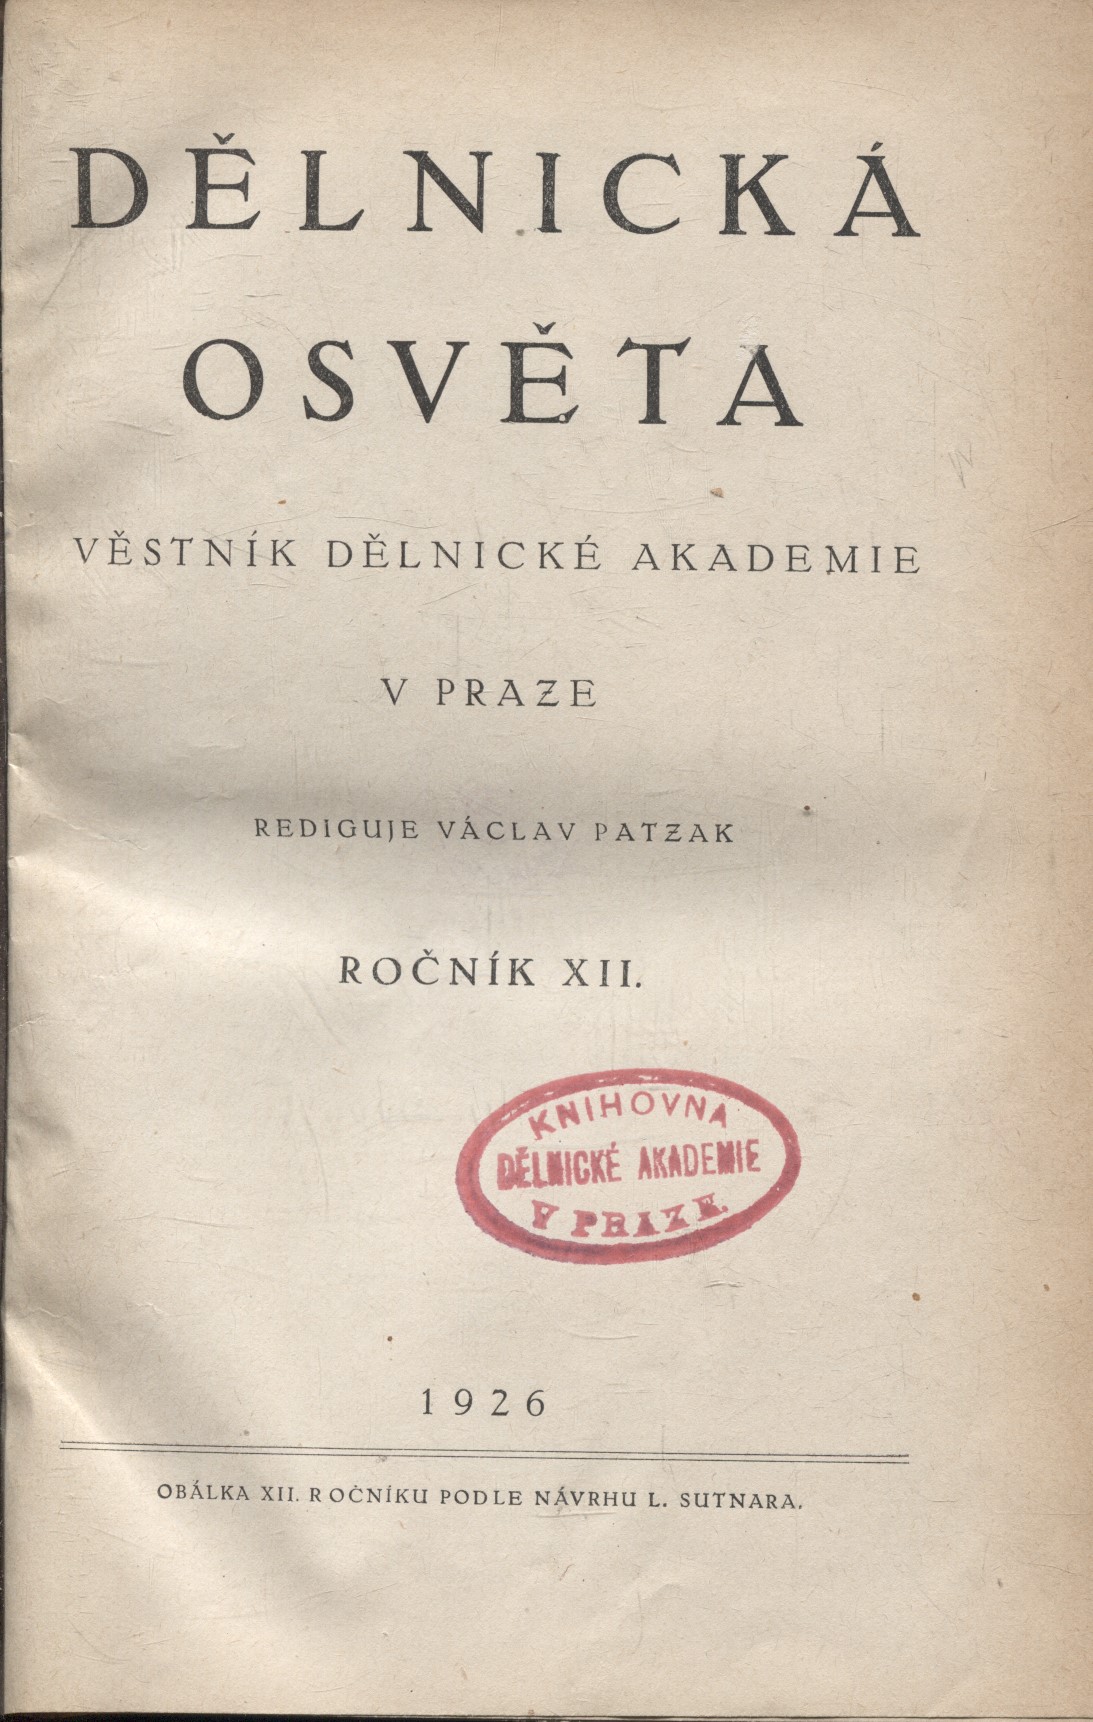 DĚLNICKÁ
OSVĚTA
VĚSTNÍK DĚLNICKÉ AKADEMIE
V PRAZE
REDIGUJE VÁCLAV PATZAK
ROČNÍK XII.
KNIHOVNA
DĚLNICKÉ AKADEMIE
V PRAZE.
1926
OBÁLKA XII. ROČNÍKU PODLE NÁVRHU L. SUTNARA.